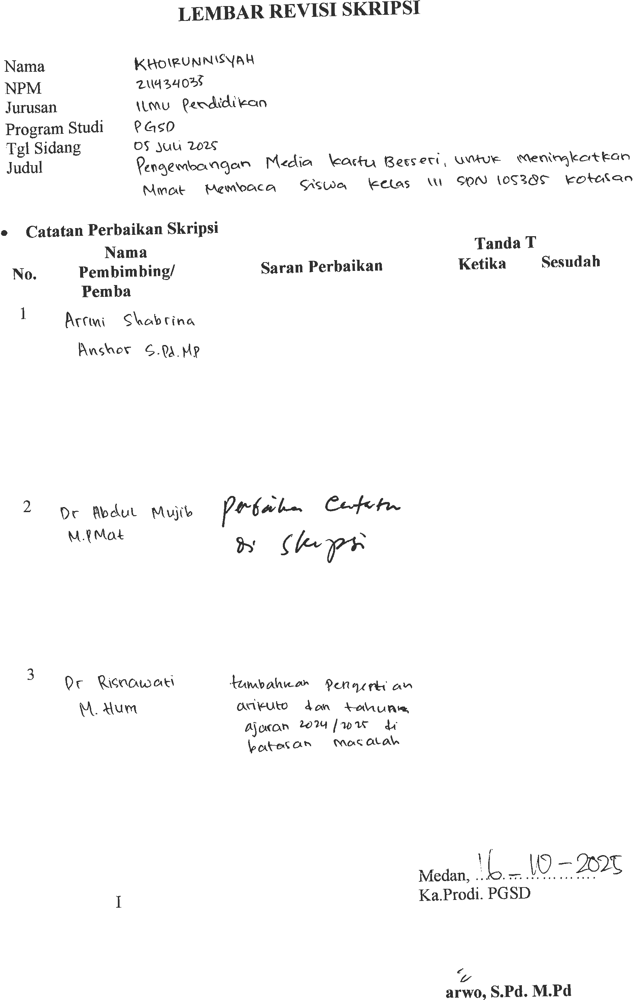 LEMBAR REVISI SKRIPSI
Nama KHOIRUNNISYAH
NPM 211434035
Jurusan ILMU Pendidikan
Program Studi PGSD
Tgl Sidang 05 Juli 2025
Judul Pengembangan Media kartu Berseri, untuk meningkatkan
Minat Membaca Siswa kelas III SDN 105385 kotasan
• Catatan Perbaikan Skripsi
Tanda T
Nama
No. Pembimbing/ Saran Perbaikan Ketika Sesudah
Pemba
1 Arrini Shabrina
Anshor S.Pd.M.P
2 Dr Abdul Mujib perbaikan Catatan
M.PMat di Skripsi
3 Dr Risnawati tambahkan Pengertian
M. Hum arikuto dan tahun
ajaran 2024/2025 di
batasan masalah
Medan, 16-10-2025
Ka.Prodi. PGSD
I
arwo, S.Pd. M.Pd